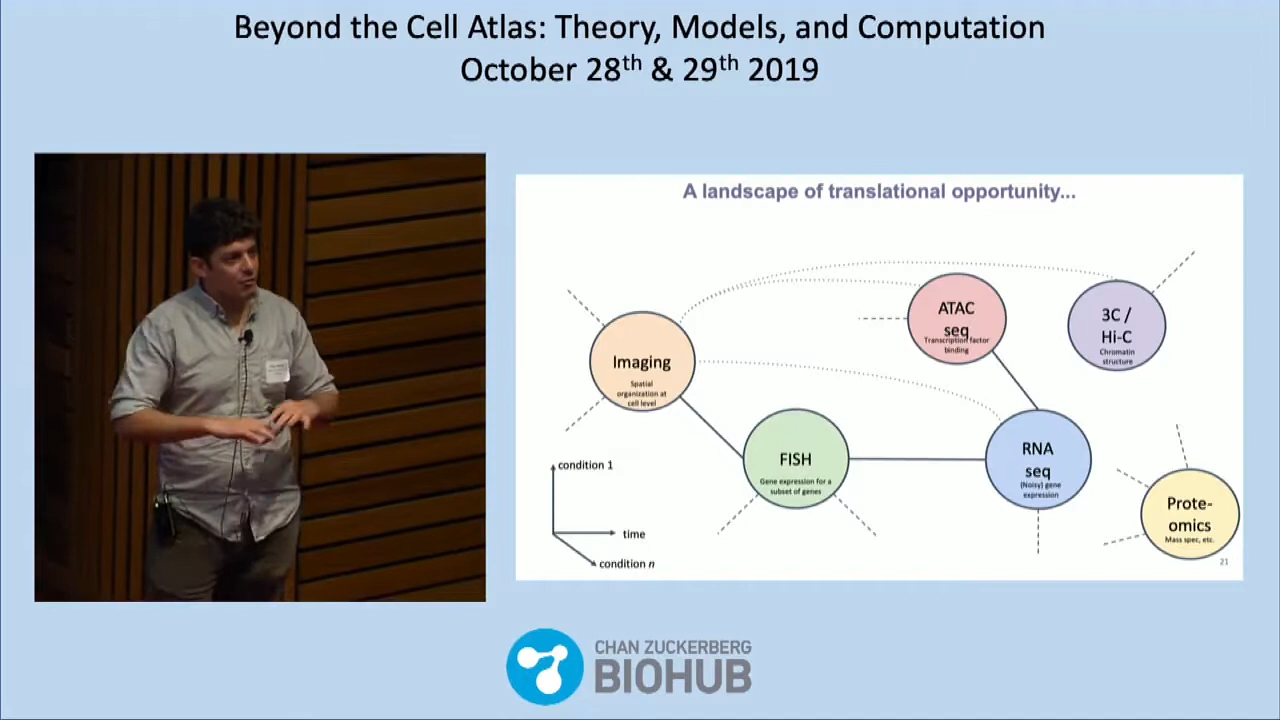 Beyond the Cell Atlas: Theory, Models, and Computation
October 28th & 29th 2019
A landscape of translational opportunity...
Imaging
Spatial
organization at
cell level
FISH
Gene expression for a
subset of genes
ATAC
seq
Transcription factor
binding
3C /
Hi-C
Chromatin
structure
RNA
seq
(Noisy) gene
expression
Prote-
omics
Mass spec, etc.
condition 1
time
condition n
21
CHAN ZUCKERBERG
BIOHUB